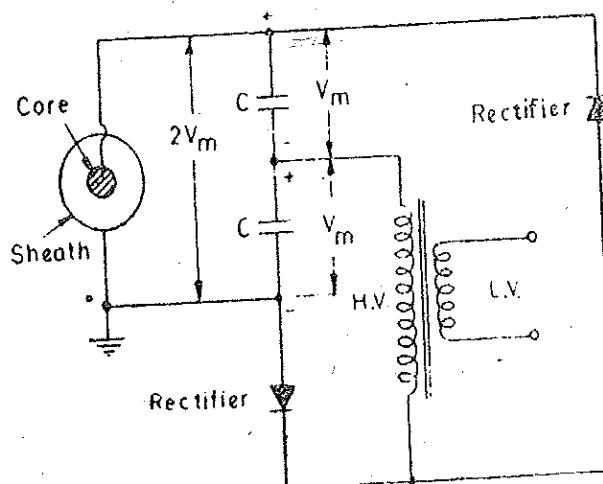 +
Core
2Vm
C
Vm
Rectifier
-
+
C
Vm
Sheath
-
H.V.
L.V.
Rectifier